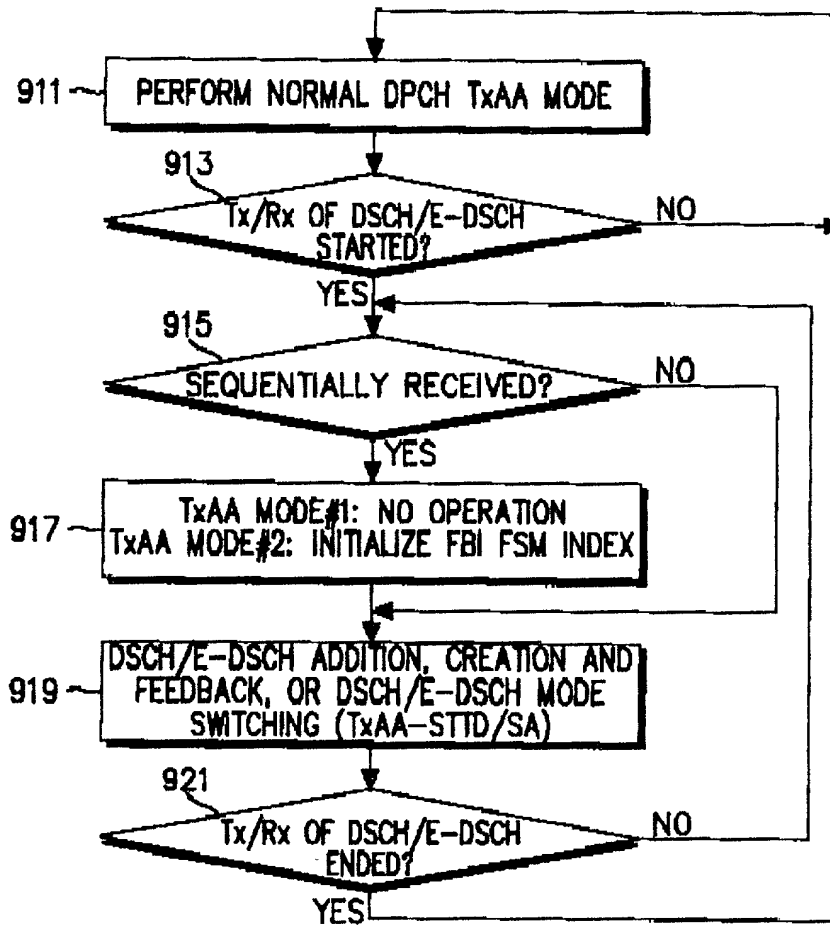 911
PERFORM NORMAL DPCH TxAA MODE
913
Tx/Rx OF DSCH/E-DSCH
STARTED?
NO
YES
915
SEQUENTIALLY RECEIVED?
NO
YES
917
TxAA MODE#1: NO OPERATION
TxAA MODE#2: INITIALIZE FBI FSM INDEX
919
DSCH/E-DSCH ADDITION, CREATION AND
FEEDBACK, OR DSCH/E-DSCH MODE
SWITCHING (TxAA-STTD/SA)
921
Tx/Rx OF DSCH/E-DSCH
ENDED?
NO
YES